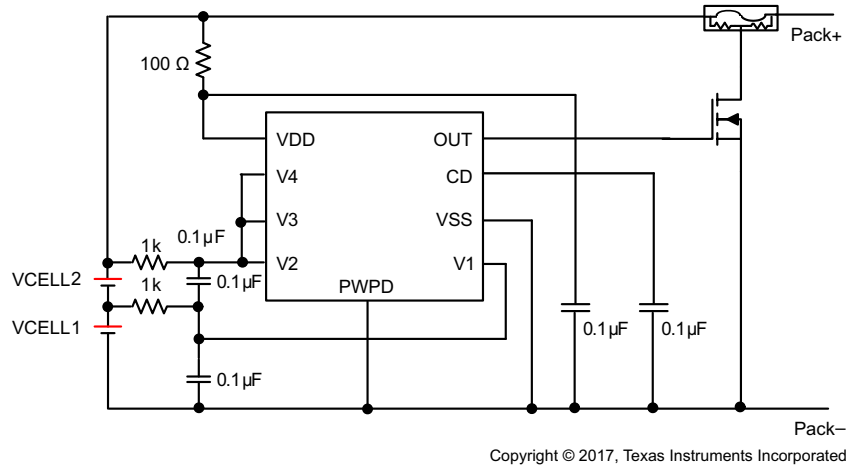 Pack+
100 Ω
VDD
OUT
V4
CD
V3
VSS
0.1µF
1k
V2
V1
VCELL2
0.1µF
1k
PWPD
VCELL1
0.1µF
0.1µF
0.1µF
Pack–
Copyright © 2017, Texas Instruments Incorporated